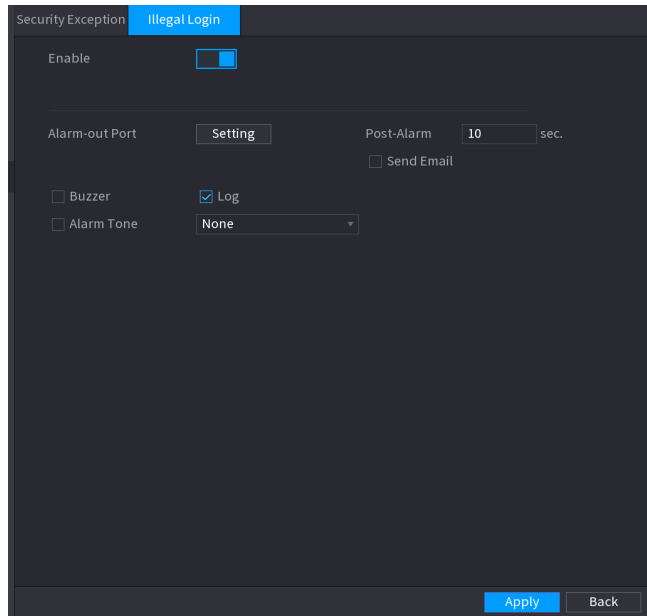 Security Exception Illegal Login
Enable
Alarm-out Port Setting Post-Alarm 10 sec.
Send Email
Buzzer Log
Alarm Tone None
Apply Back